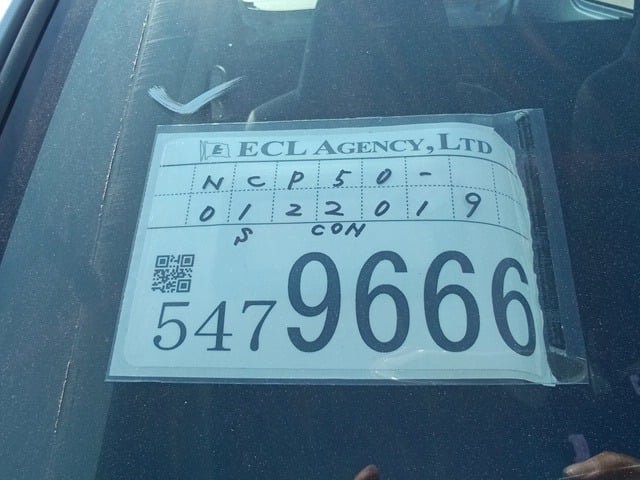 ECL AGENCY, LTD
NCP50-
0122019
S CON
5479666